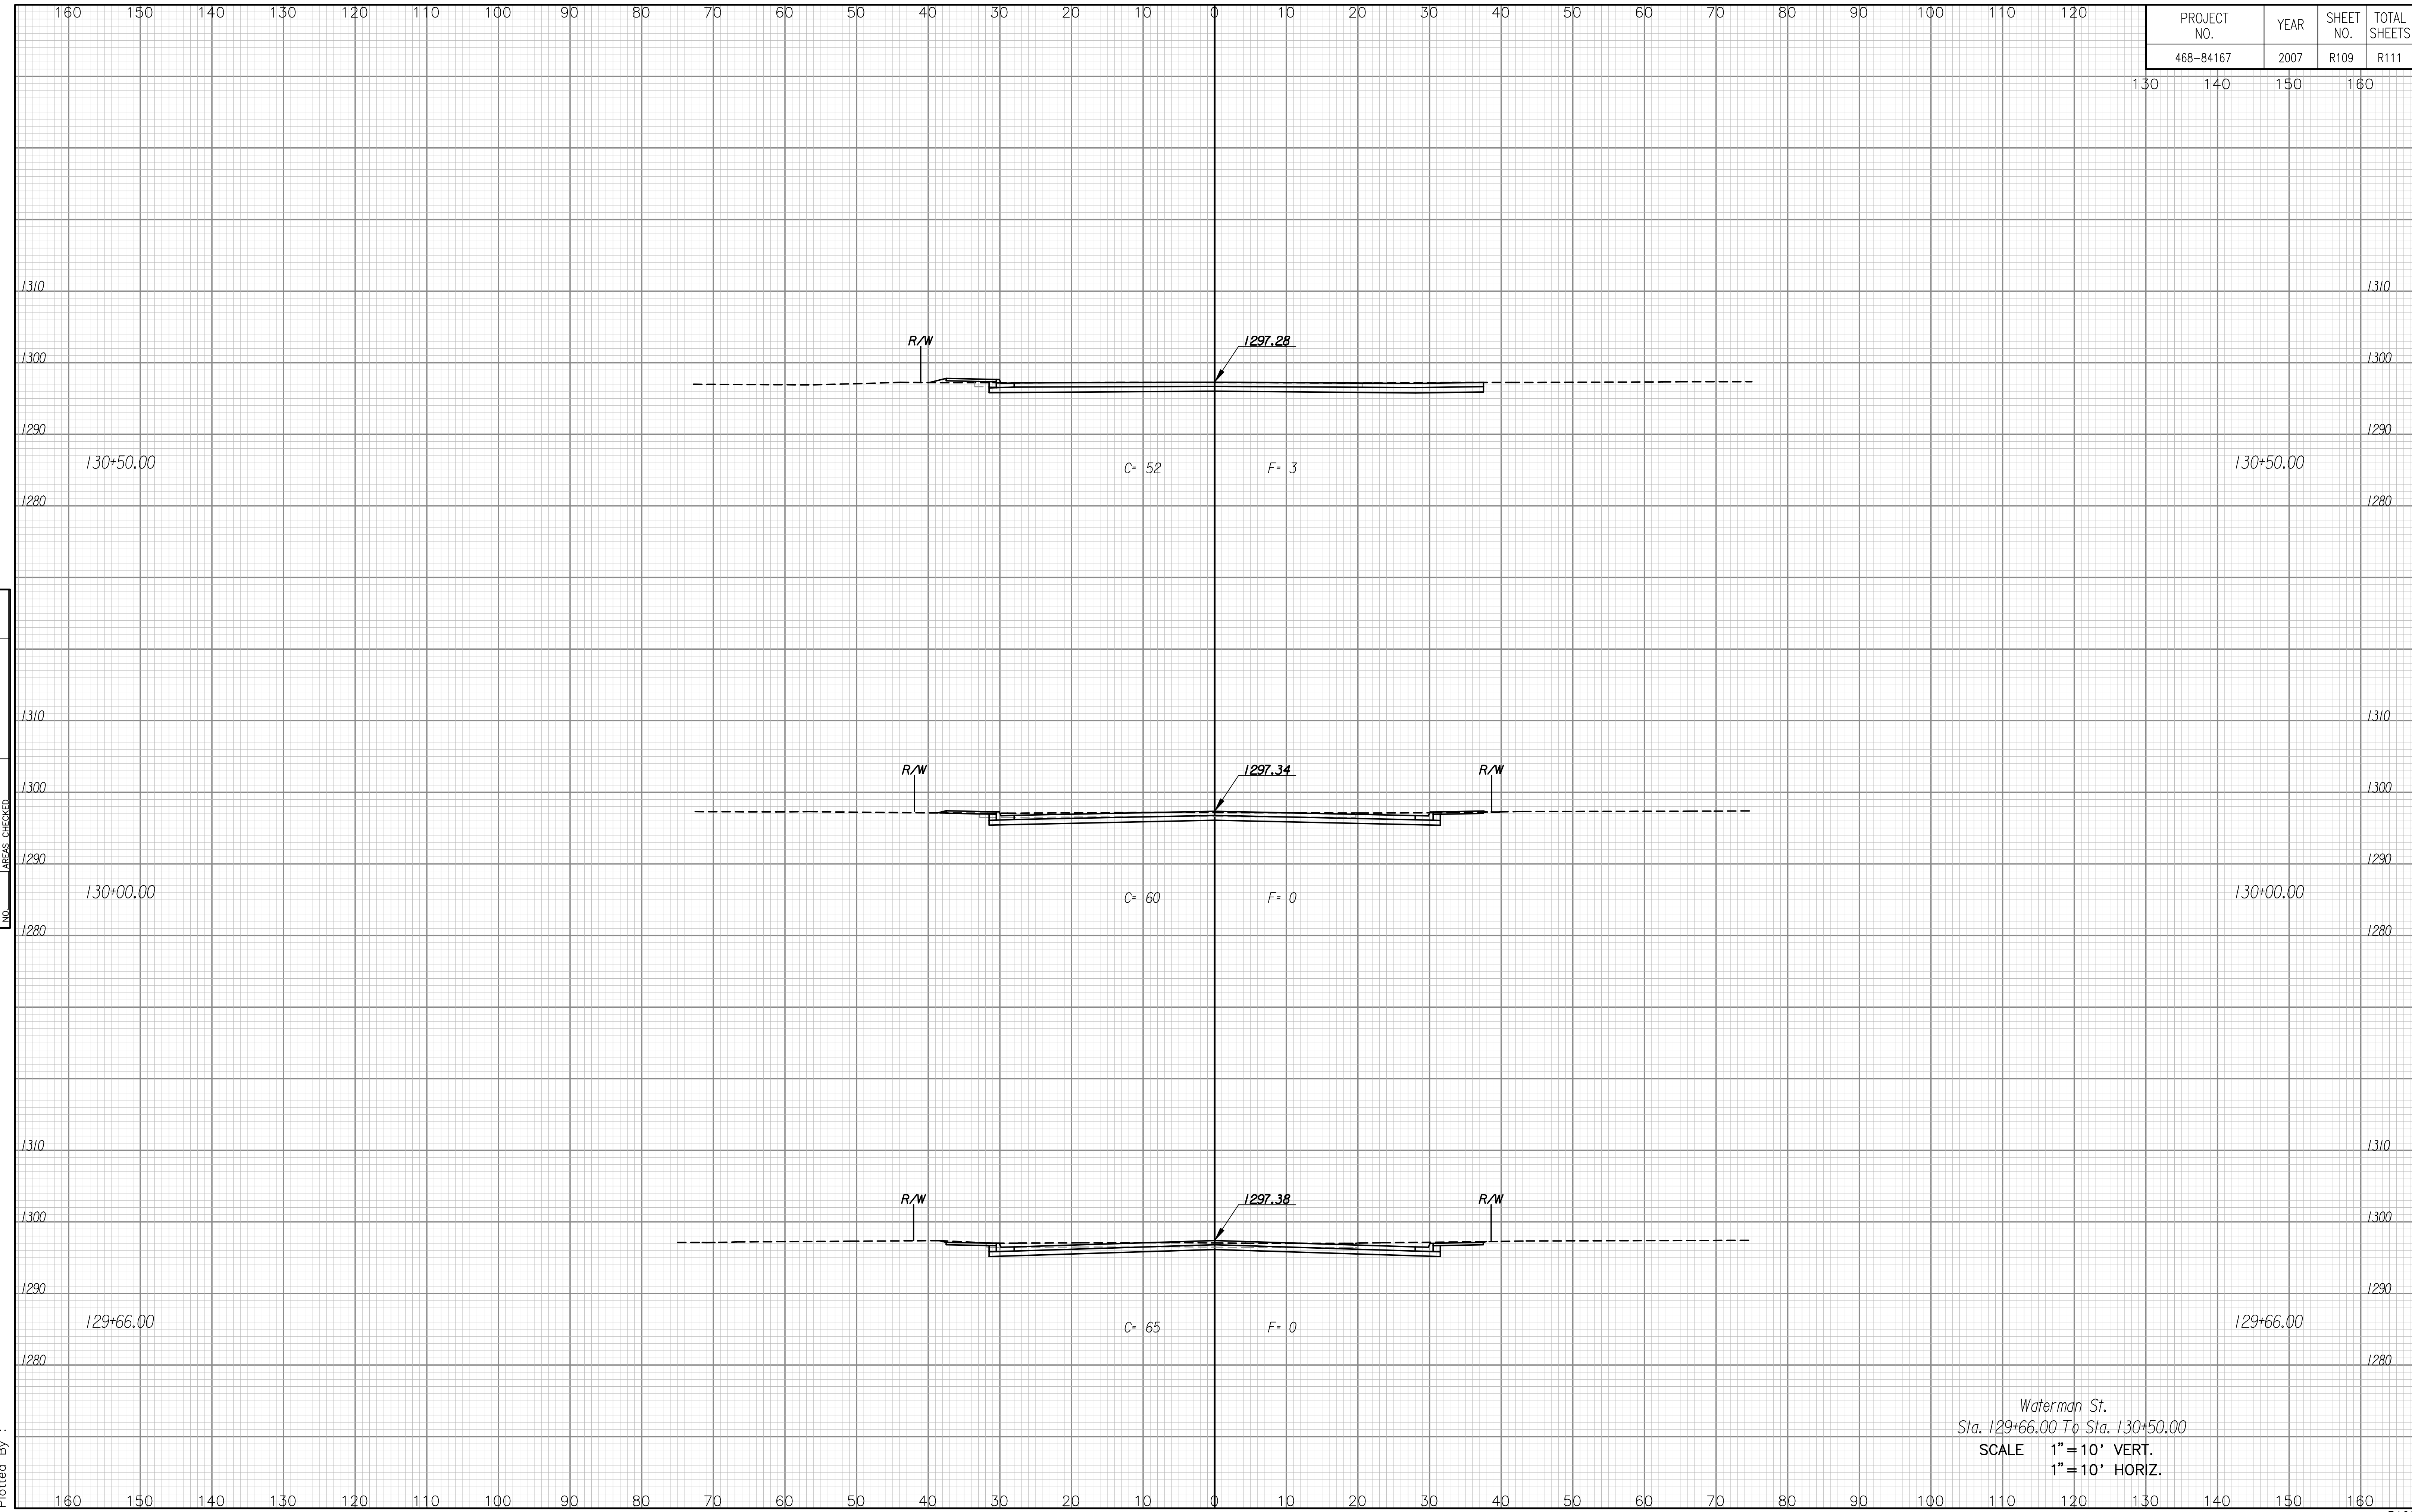 160 150 140 130 120 110 100 90 80 70 60 50 40 30 20 10 0 10 20 30 40 50 60 70 80 90 100 110 120
PROJECT NO. YEAR SHEET NO. TOTAL SHEETS
468-84167 2007 R109 R111
130 140 150 160
1310 1310
R/W 1297.28
1300 1300
1290 1290
130+50.00 C= 52 F= 3 130+50.00
1280 1280
1310 1310
R/W 1297.34 R/W
1300 1300
1290 1290
130+00.00 C= 60 F= 0 130+00.00
1280 1280
1310 1310
R/W 1297.38 R/W
1300 1300
1290 1290
129+66.00 C= 65 F= 0 129+66.00
1280 1280
AREAS CHECKED
NO.
Plotted By :
Waterman St.
Sta. 129+66.00 To Sta. 130+50.00
SCALE 1"=10' VERT.
1"=10' HORIZ.
160 150 140 130 120 110 100 90 80 70 60 50 40 30 20 10 0 10 20 30 40 50 60 70 80 90 100 110 120 130 140 150 160